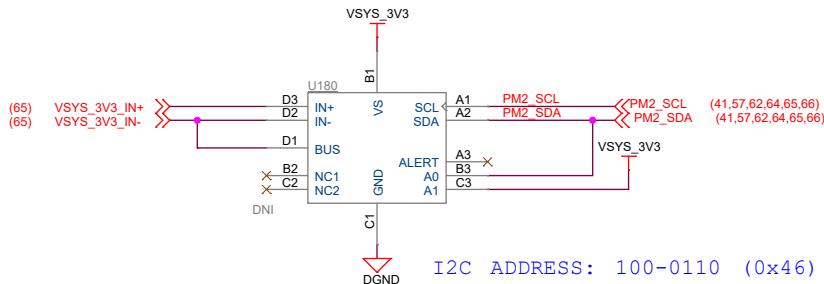 VSYS_3V3
U180
B1
VS
(65) VSYS_3V3_IN+ D3 IN+ SCL A1 PM2_SCL PM2_SCL (41,57,62,64,65,66)
(65) VSYS_3V3_IN- D2 IN- SDA A2 PM2_SDA PM2_SDA (41,57,62,64,65,66)
D1 BUS VSYS_3V3
ALERT A3
B2 NC1 A0 B3
C2 NC2 GND A1 C3
DNI
C1
DGND
I2C ADDRESS: 100-0110 (0x46)